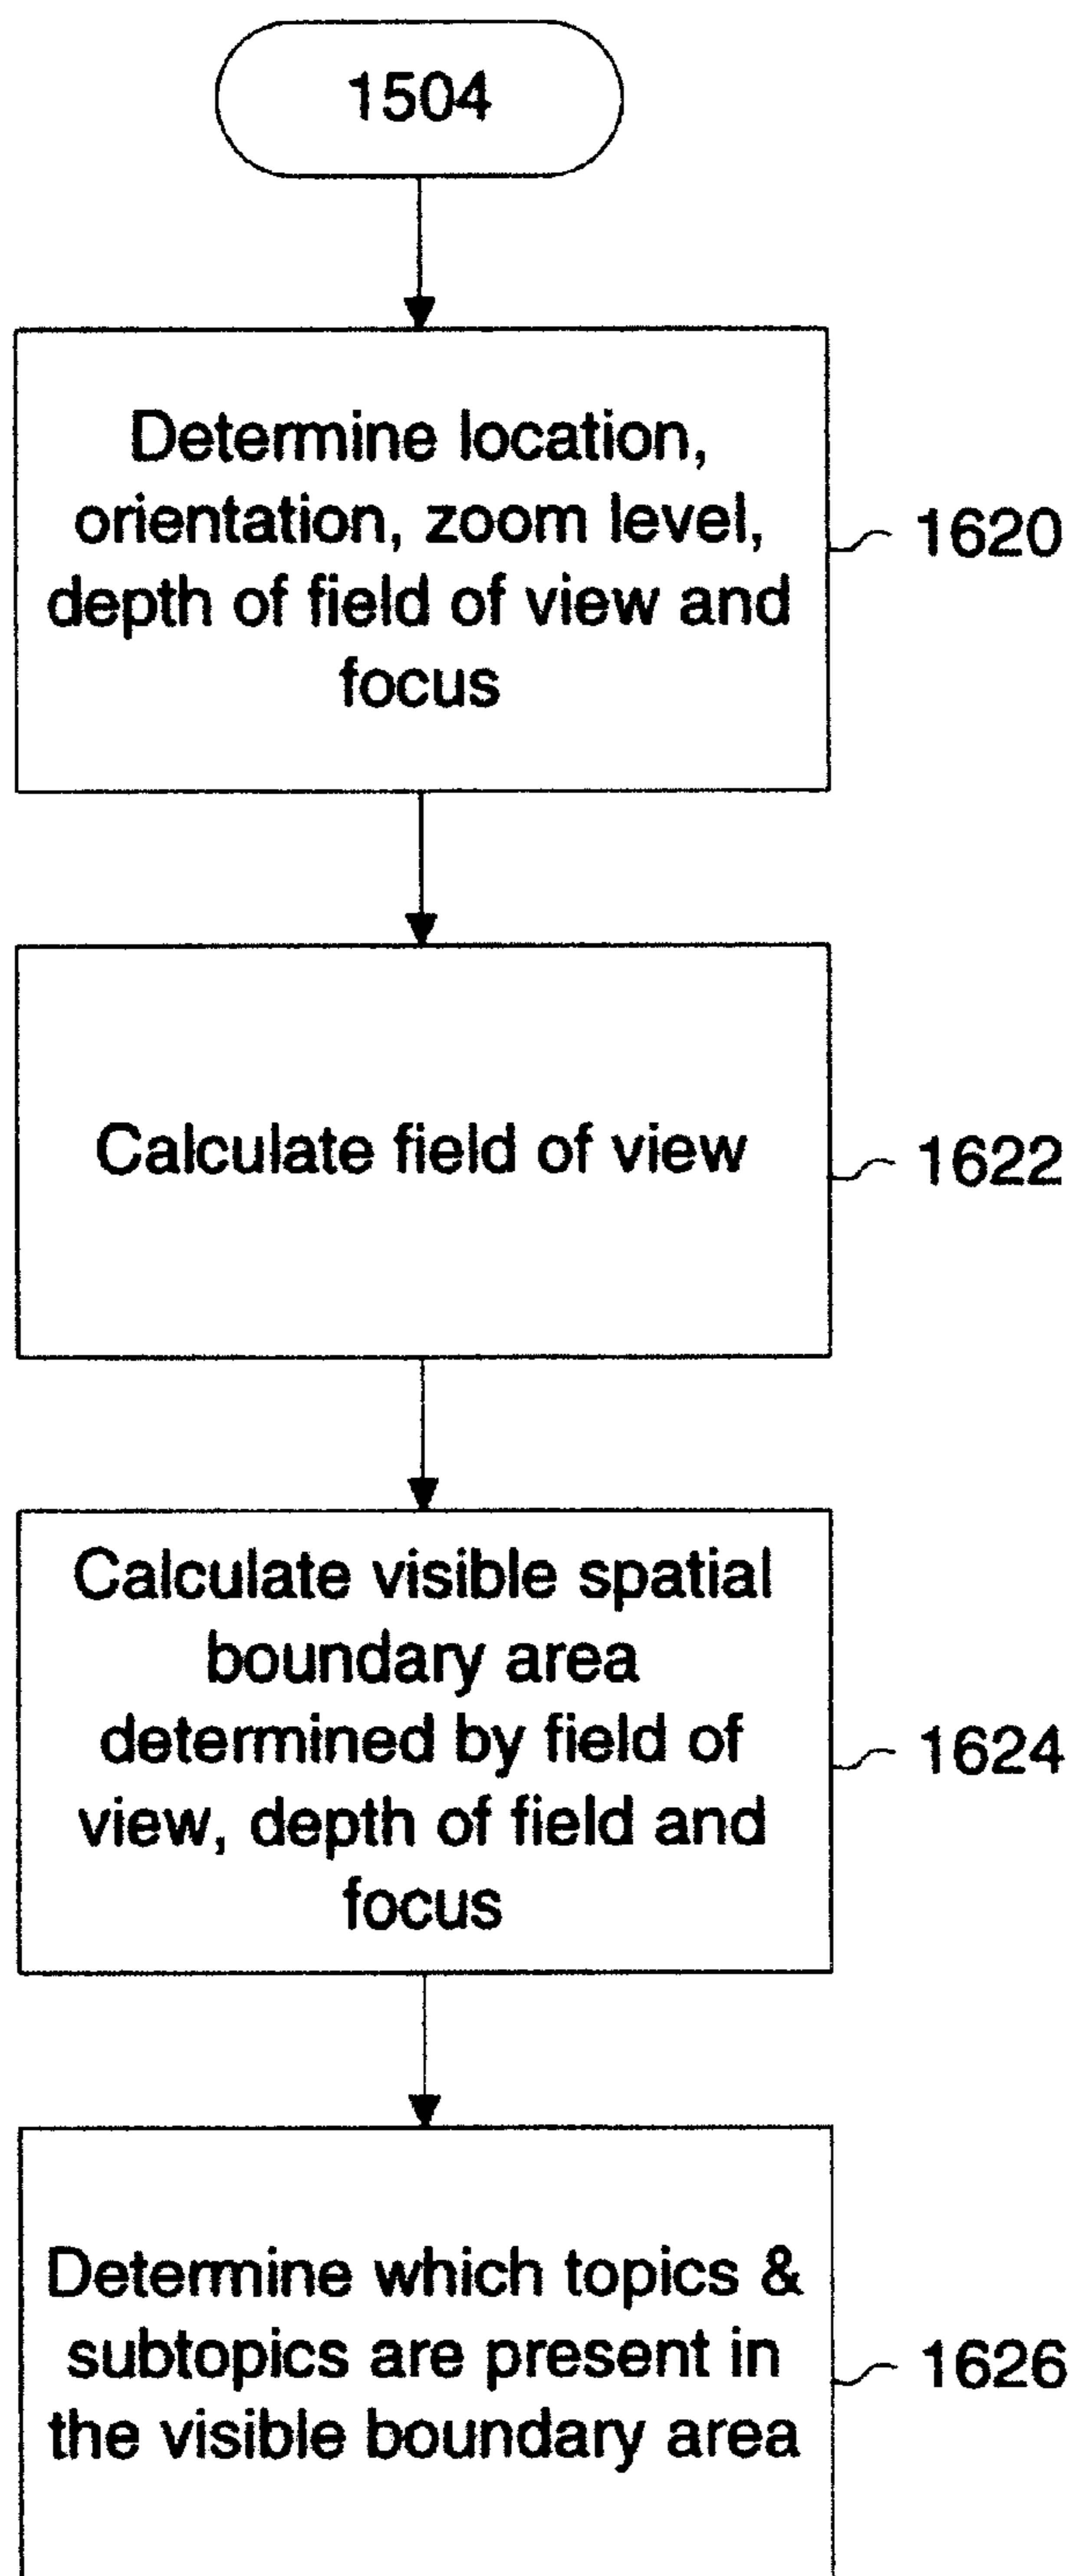 1504
Determine location,
orientation, zoom level,
depth of field of view and
focus
1620
Calculate field of view
1622
Calculate visible spatial
boundary area
determined by field of
view, depth of field and
focus
1624
Determine which topics &
subtopics are present in
the visible boundary area
1626